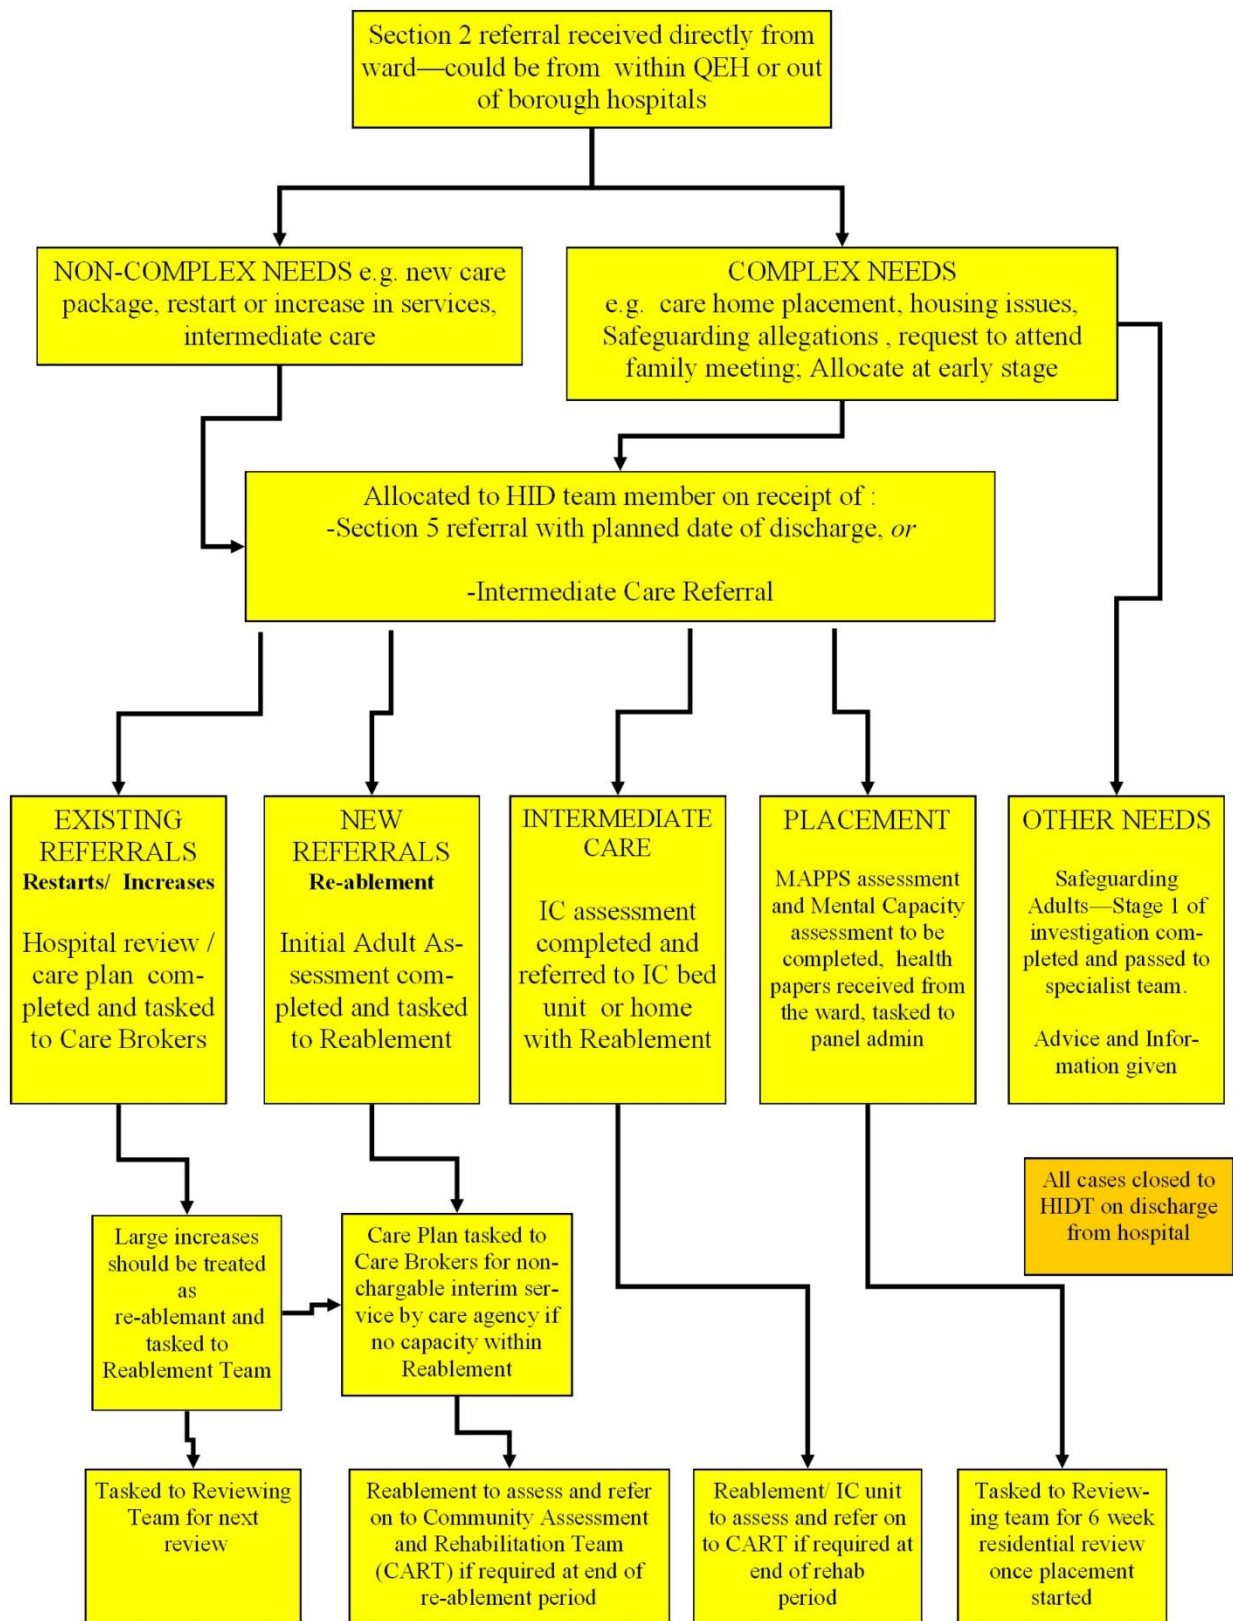 Section 2 referral received directly from
ward—could be from within QEH or out
of borough hospitals
NON-COMPLEX NEEDS e.g. new care
package, restart or increase in services,
intermediate care
COMPLEX NEEDS
e.g. care home placement, housing issues,
Safeguarding allegations , request to attend
family meeting; Allocate at early stage
Allocated to HID team member on receipt of :
-Section 5 referral with planned date of discharge, or
-Intermediate Care Referral
EXISTING
REFERRALS
Restarts/ Increases
Hospital review /
care plan com-
pleted and tasked
to Care Brokers
NEW
REFERRALS
Re-ablement
Initial Adult As-
sessment com-
pleted and tasked
to Reablement
INTERMEDIATE
CARE
IC assessment
completed and
referred to IC bed
unit or home
with Reablement
PLACEMENT
MAPPS assessment
and Mental Capacity
assessment to be
completed, health
papers received from
the ward, tasked to
panel admin
OTHER NEEDS
Safeguarding
Adults—Stage 1 of
investigation com-
pleted and passed to
specialist team.
Advice and Infor-
mation given
All cases closed to
HIDT on discharge
from hospital
Large increases
should be treated
as
re-ablemant and
tasked to
Reablement Team
Care Plan tasked to
Care Brokers for non-
chargable interim ser-
vice by care agency if
no capacity within
Reablement
Tasked to Reviewing
Team for next
review
Reablement to assess and refer
on to Community Assessment
and Rehabilitation Team
(CART) if required at end of
re-ablement period
Reablement/ IC unit
to assess and refer on
to CART if required at
end of rehab
period
Tasked to Review-
ing team for 6 week
residential review
once placement
started